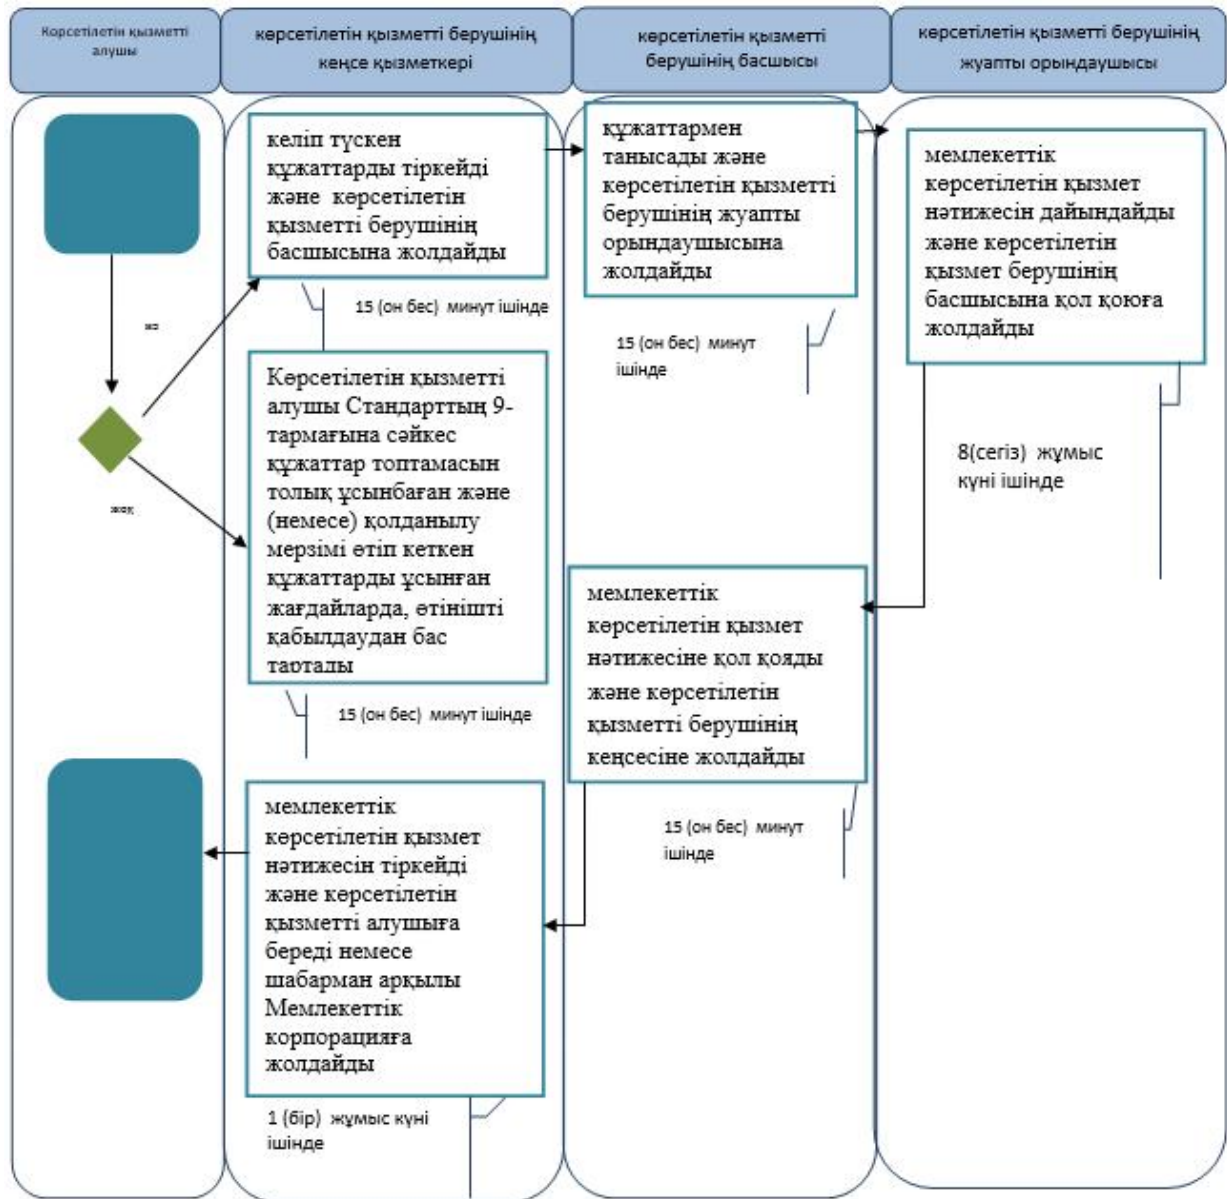 Көрсетілетін қызметті
алушы
көрсетілетін қызметті берушінің
кеңсе қызметкері
көрсетілетін қызметті
берушінің басшысы
көрсетілетін қызметті берушінің
жуапты орындаушысы
келіп түскен
құжаттарды тіркейді
және көрсетілетін
қызметті берушінің
басшысына жолдайды
15 (он бес) минут ішінде
құжаттармен
танысады және
көрсетілетін қызметті
берушінің жуапты
орындаушысына
жолдайды
15 (он бес) минут
ішінде
мемлекеттік
көрсетілетін қызмет
нәтижесін дайындайды
және көрсетілетін
қызмет берушінің
басшысына қол қоюға
жолдайды
8(сегіз) жұмыс
күні ішінде
жоқ
Көрсетілетін қызметті
алушы Стандарттың 9-
тармағына сәйкес
құжаттар топтамасын
толық ұсынбаған және
(немесе) қолданылу
мерзімі өтіп кеткен
құжаттарды ұсынған
жағдайларда, өтінішті
қабылдаудан бас
тартады
15 (он бес) минут ішінде
мемлекеттік
көрсетілетін қызмет
нәтижесіне қол қояды
және көрсетілетін
қызметті берушінің
кеңсесіне жолдайды
15 (он бес) минут
ішінде
мемлекеттік
көрсетілетін қызмет
нәтижесін тіркейді
және көрсетілетін
қызметті алушыға
береді немесе
шабарман арқылы
Мемлекеттік
корпорацияға
жолдайды
1 (бір) жұмыс күні
ішінде